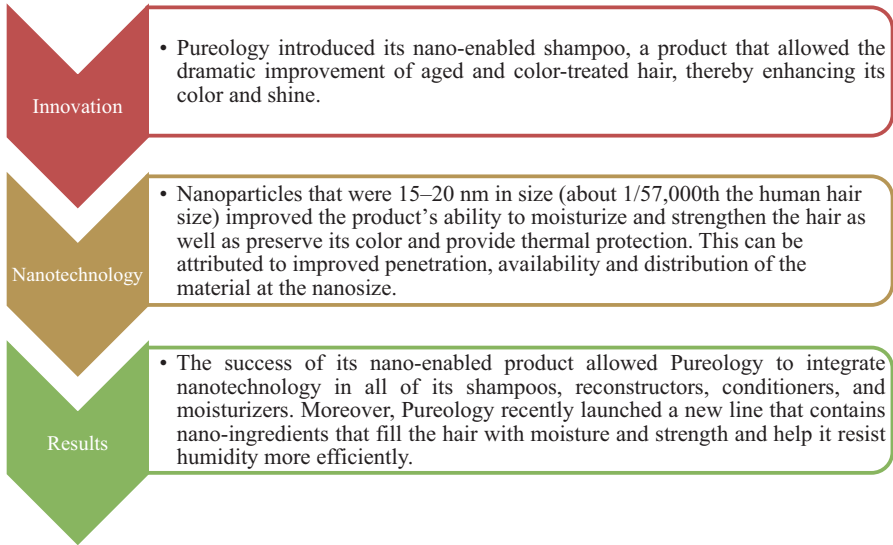 Innovation
• Pureology introduced its nano-enabled shampoo, a product that allowed the
dramatic improvement of aged and color-treated hair, thereby enhancing its
color and shine.
Nanotechnology
• Nanoparticles that were 15–20 nm in size (about 1/57,000th the human hair
size) improved the product’s ability to moisturize and strengthen the hair as
well as preserve its color and provide thermal protection. This can be
attributed to improved penetration, availability and distribution of the
material at the nanosize.
Results
• The success of its nano-enabled product allowed Pureology to integrate
nanotechnology in all of its shampoos, reconstructors, conditioners, and
moisturizers. Moreover, Pureology recently launched a new line that contains
nano-ingredients that fill the hair with moisture and strength and help it resist
humidity more efficiently.